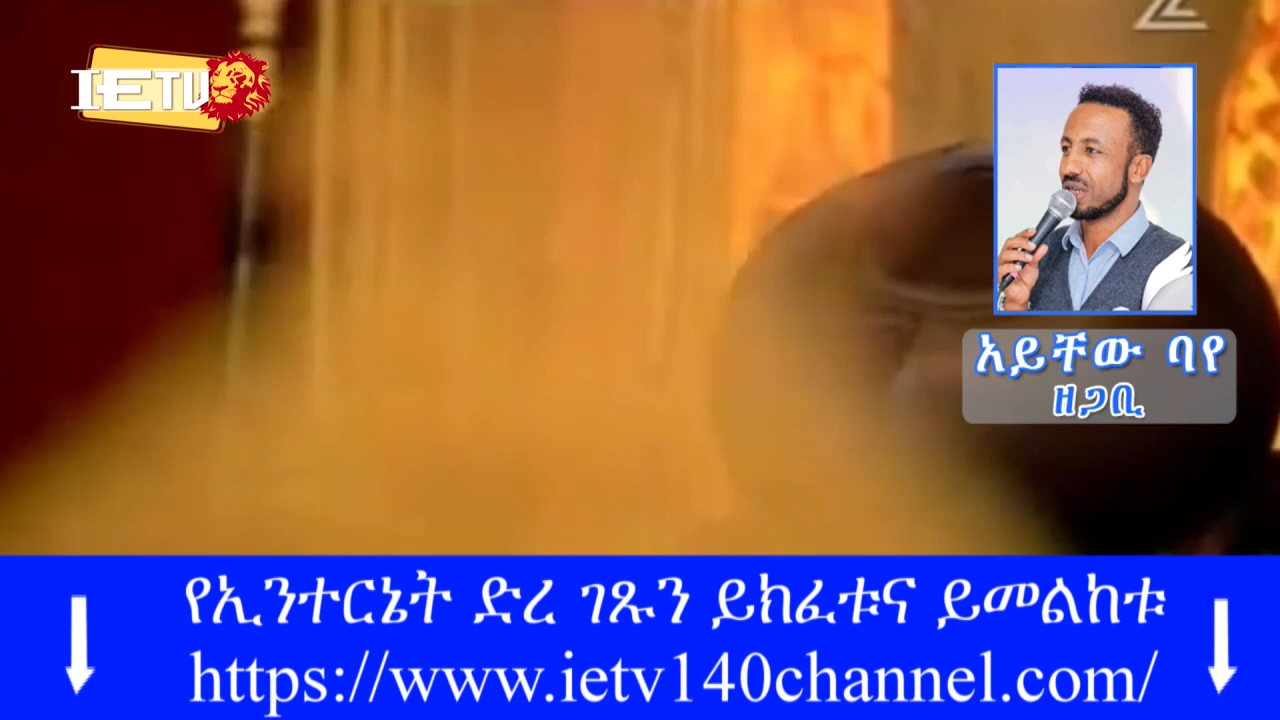 IETV
አይቸው ባየ
ዘጋቢ
የኢንተርኔት ድረ ገጹን ይክፈቱና ይመልከቱ
https://www.ietv140channel.com/